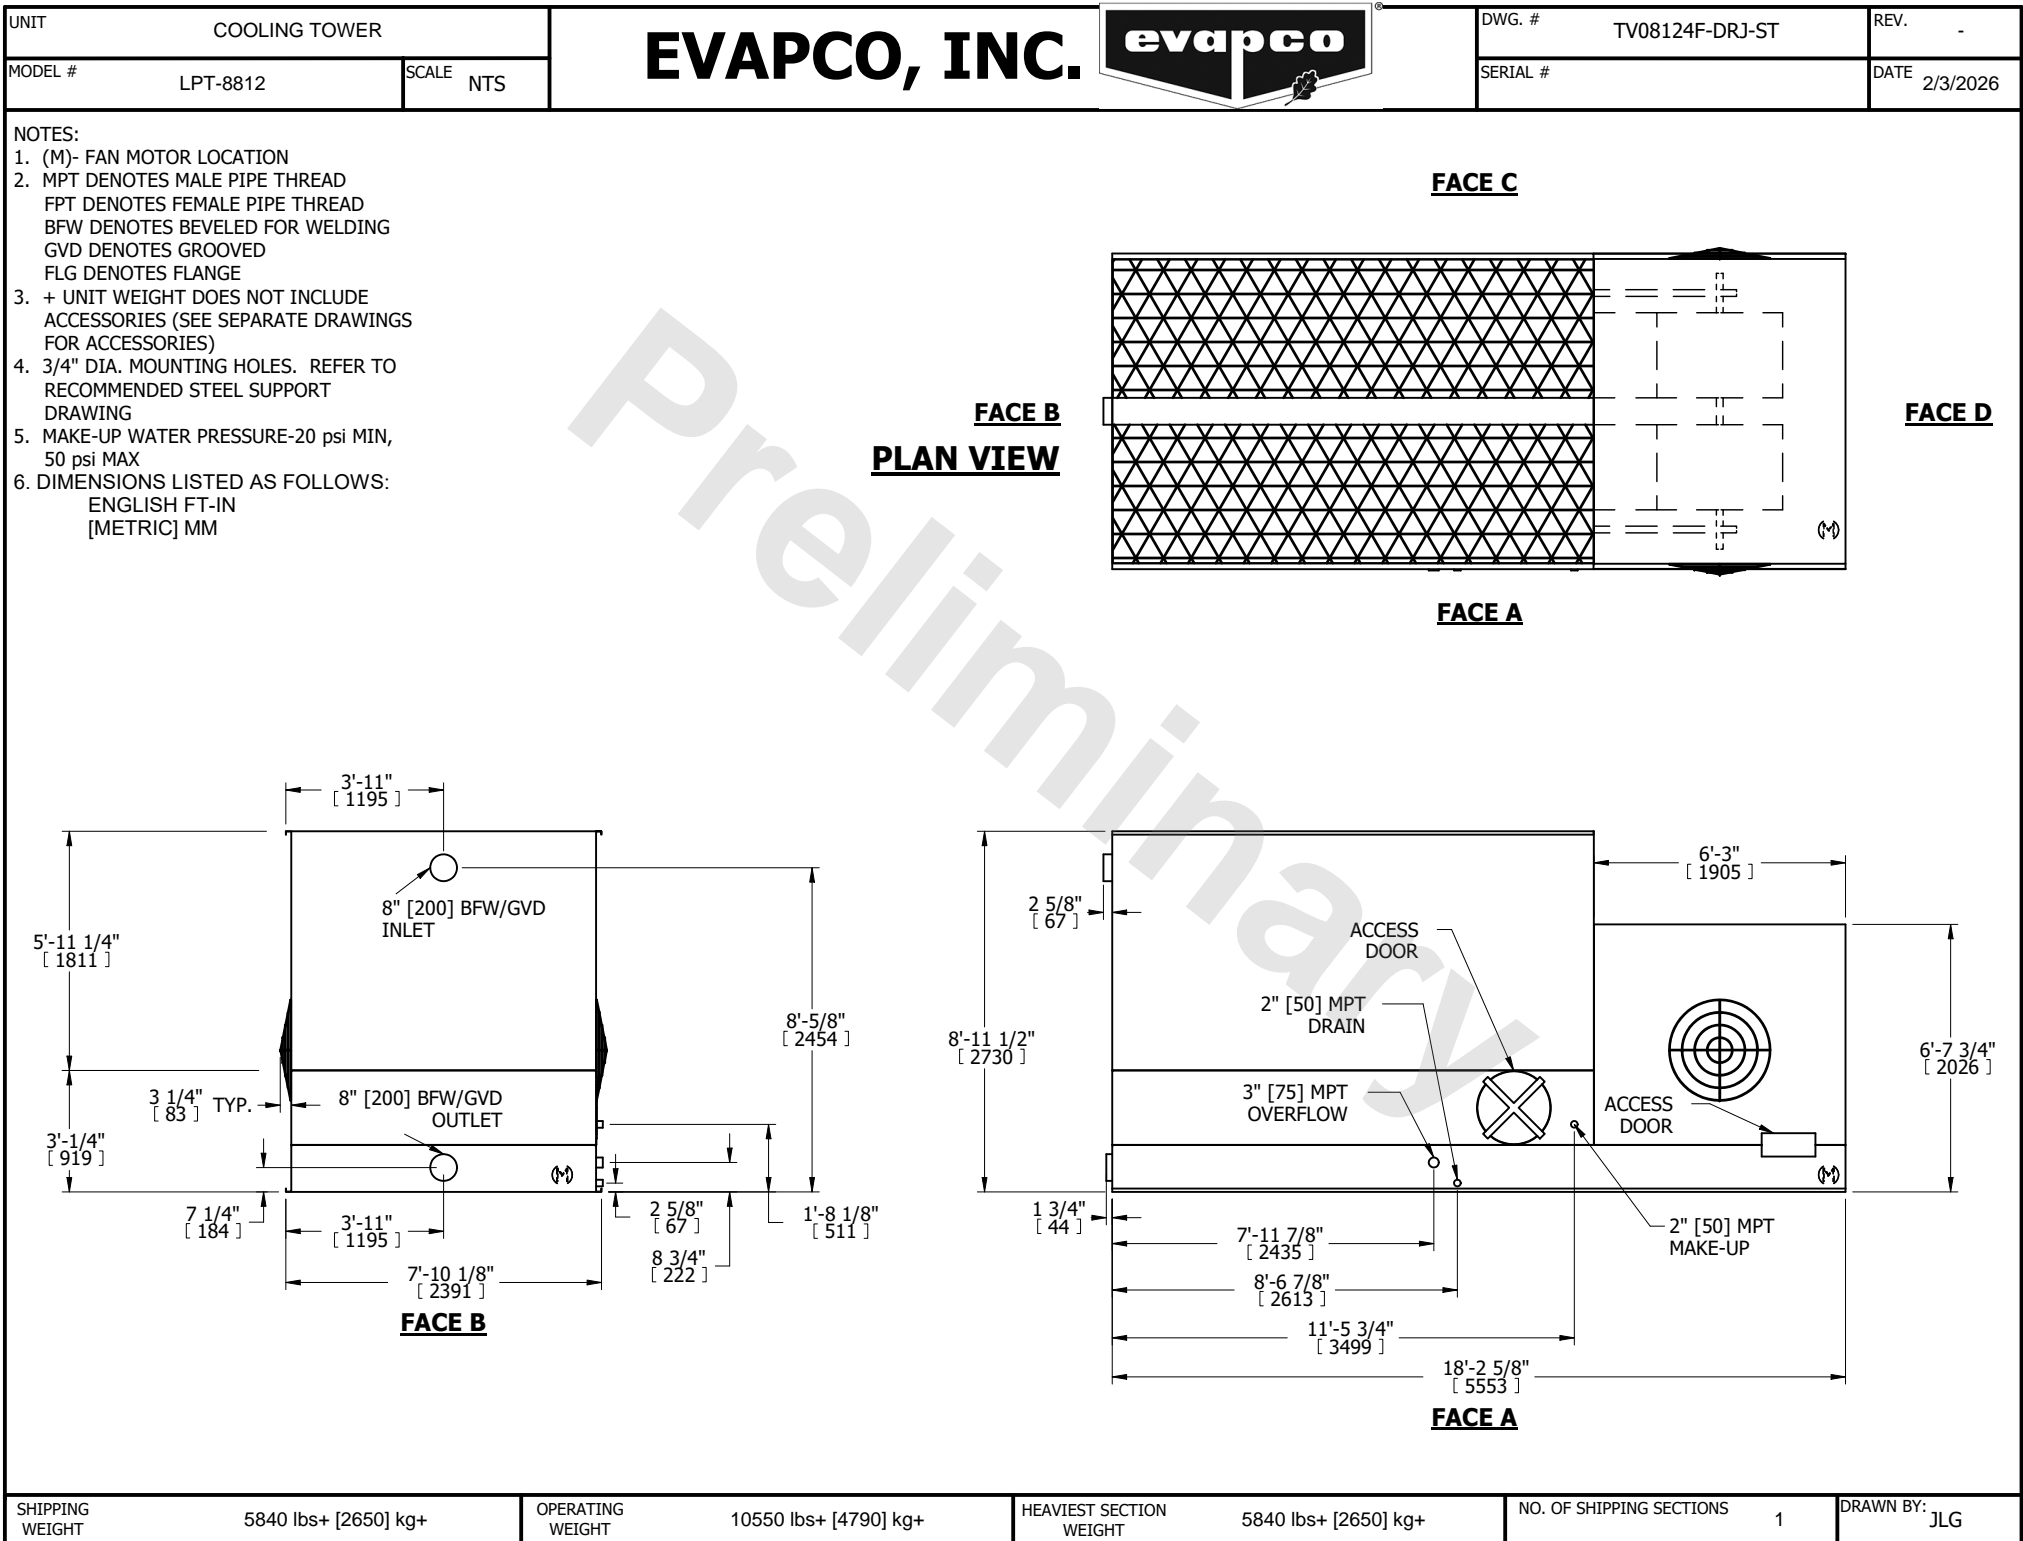 UNIT
COOLING TOWER
MODEL #
LPT-8812
SCALE
NTS
EVAPCO, INC.
evapco
®
DWG. #
TV08124F-DRJ-ST
REV.
-
SERIAL #
DATE
2/3/2026
NOTES:
1. (M)- FAN MOTOR LOCATION
2. MPT DENOTES MALE PIPE THREAD
FPT DENOTES FEMALE PIPE THREAD
BFW DENOTES BEVELED FOR WELDING
GVD DENOTES GROOVED
FLG DENOTES FLANGE
3. + UNIT WEIGHT DOES NOT INCLUDE
ACCESSORIES (SEE SEPARATE DRAWINGS
FOR ACCESSORIES)
4. 3/4" DIA. MOUNTING HOLES. REFER TO
RECOMMENDED STEEL SUPPORT
DRAWING
5. MAKE-UP WATER PRESSURE-20 psi MIN,
50 psi MAX
6. DIMENSIONS LISTED AS FOLLOWS:
ENGLISH FT-IN
[METRIC] MM
Preliminary
FACE C
FACE B
PLAN VIEW
FACE D
(M)
FACE A
3'-11"
[ 1195 ]
8" [200] BFW/GVD
INLET
5'-11 1/4"
[ 1811 ]
8'-5/8"
[ 2454 ]
3 1/4"
[ 83 ]
TYP.
8" [200] BFW/GVD
OUTLET
3'-1/4"
[ 919 ]
(M)
7 1/4"
[ 184 ]
3'-11"
[ 1195 ]
2 5/8"
[ 67 ]
1'-8 1/8"
[ 511 ]
8 3/4"
[ 222 ]
7'-10 1/8"
[ 2391 ]
FACE B
6'-3"
[ 1905 ]
2 5/8"
[ 67 ]
ACCESS
DOOR
2" [50] MPT
DRAIN
8'-11 1/2"
[ 2730 ]
6'-7 3/4"
[ 2026 ]
3" [75] MPT
OVERFLOW
ACCESS
DOOR
(M)
1 3/4"
[ 44 ]
2" [50] MPT
MAKE-UP
7'-11 7/8"
[ 2435 ]
8'-6 7/8"
[ 2613 ]
11'-5 3/4"
[ 3499 ]
18'-2 5/8"
[ 5553 ]
FACE A
SHIPPING
WEIGHT
5840 lbs+ [2650] kg+
OPERATING
WEIGHT
10550 lbs+ [4790] kg+
HEAVIEST SECTION
WEIGHT
5840 lbs+ [2650] kg+
NO. OF SHIPPING SECTIONS
1
DRAWN BY:
JLG